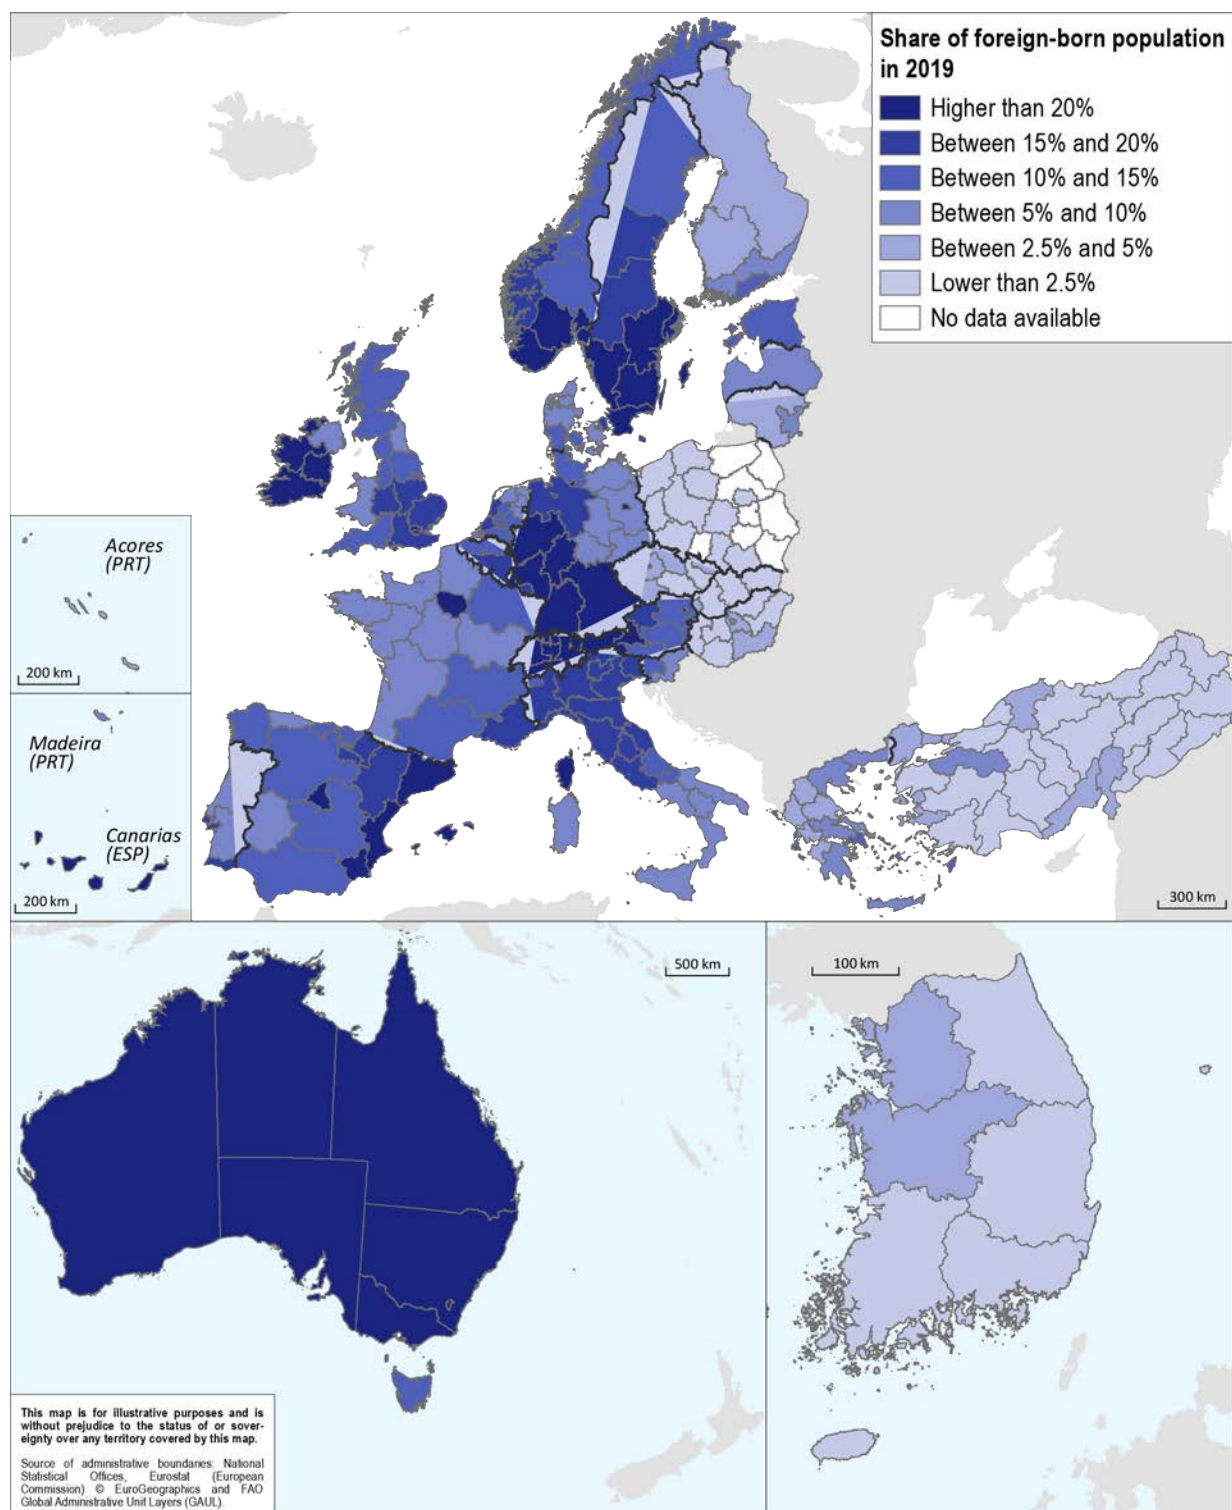 Share of foreign-born population
in 2019
Higher than 20%
Between 15% and 20%
Between 10% and 15%
Between 5% and 10%
Between 2.5% and 5%
Lower than 2.5%
No data available
Acores
(PRT)
200 km
Madeira
(PRT)
Canarias
(ESP)
200 km
300 km
500 km
100 km
This map is for illustrative purposes and is
without prejudice to the status of or sover-
eignty over any territory covered by this map.
Source of administrative boundaries: National
Statistical Offices, Eurostat (European
Commission) © EuroGeographics and FAO
Global Administrative Unit Layers (GAUL).